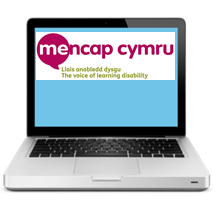 mencap cymru
Llais anabledd dysgu
The voice of learning disability